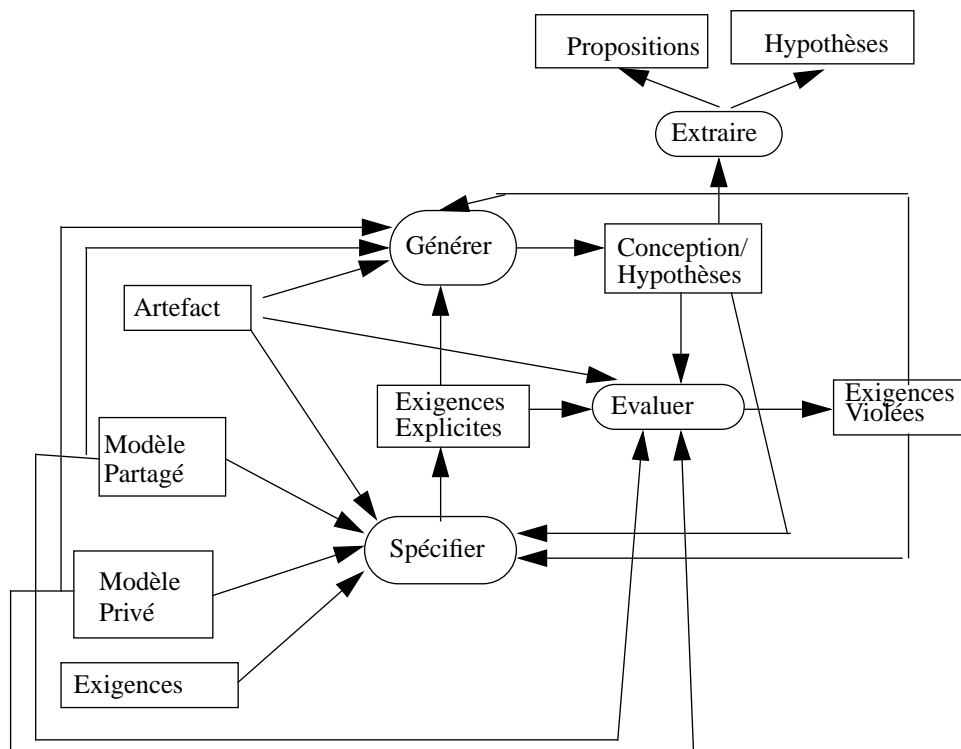 Propositions
Hypothèses
Extraire
Générer
Conception/
Hypothèses
Artefact
Exigences
Explicites
Evaluer
Exigences
Violées
Modèle
Partagé
Spécifier
Modèle
Privé
Exigences